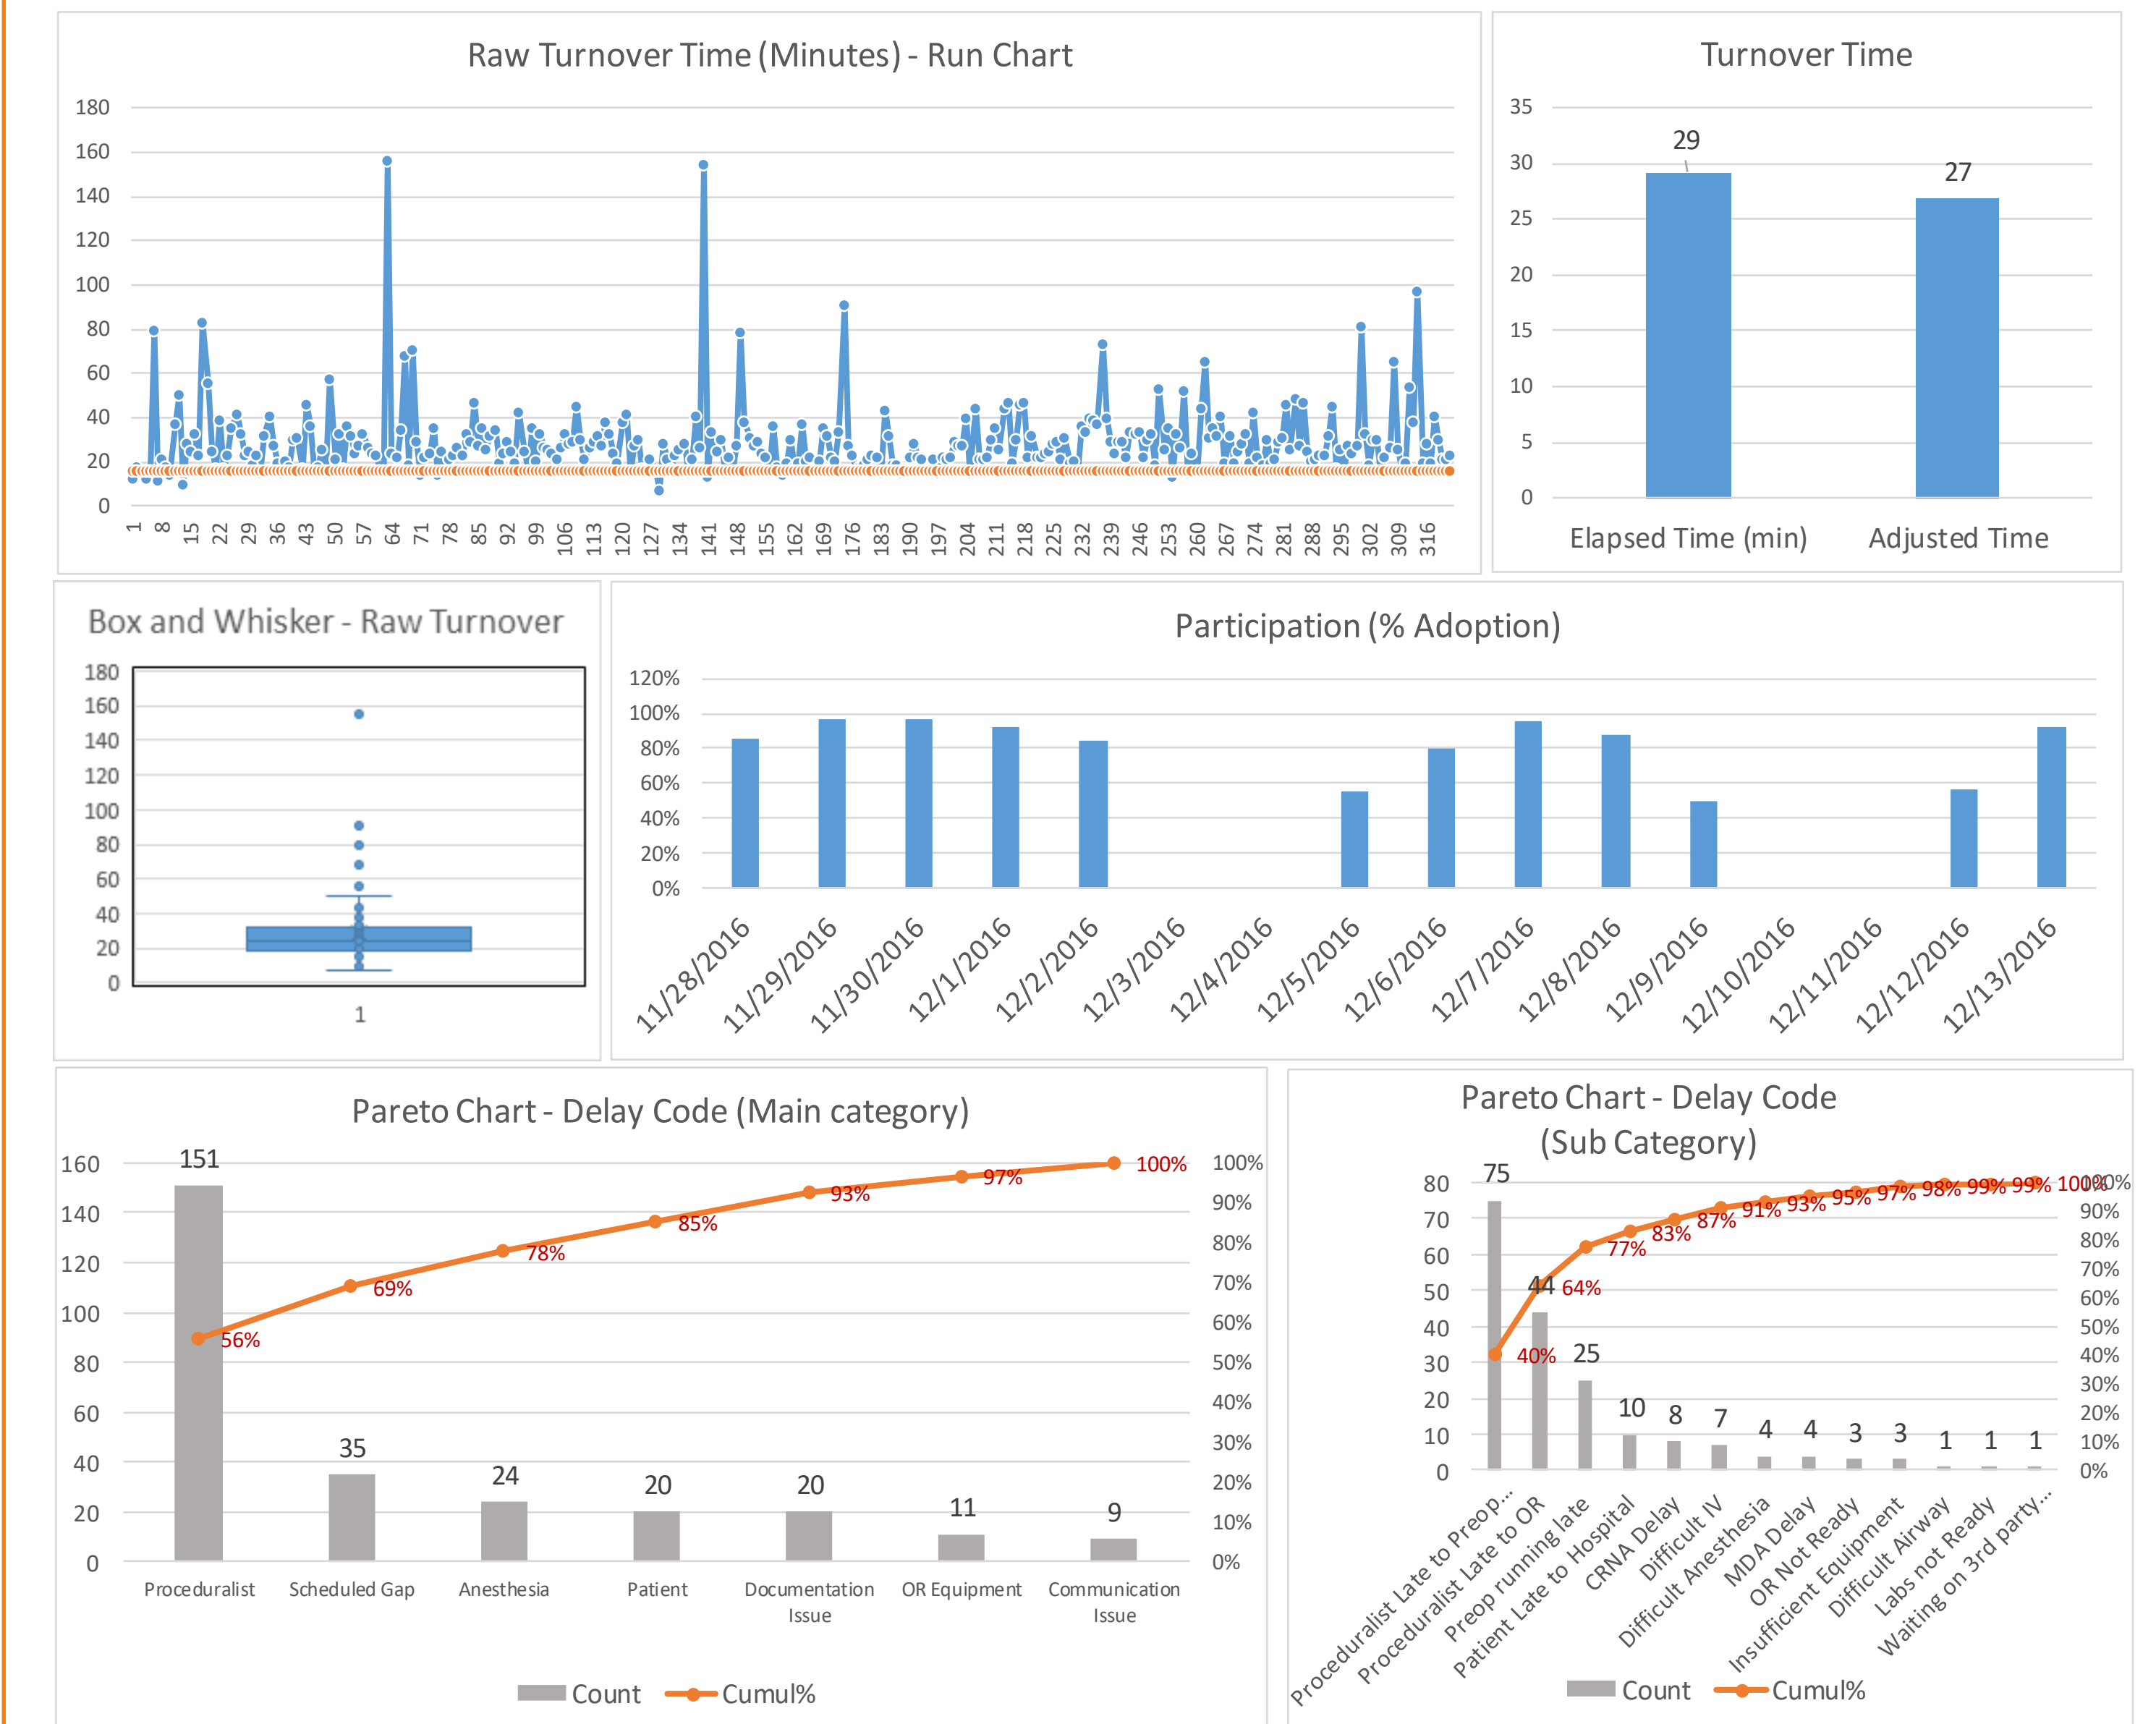 Raw Turnover Time (Minutes) - Run Chart
180
160
140
120
100
80
60
40
20
0
1 8 15 22 29 36 43 50 57 64 71 78 85 92 99 106 113 120 127 134 141 148 155 162 169 176 183 190 197 204 211 218 225 232 239 246 253 260 267 274 281 288 295 302 309 316
Turnover Time
35
30
25
20
15
10
5
0
29
27
Elapsed Time (min) Adjusted Time
Box and Whisker - Raw Turnover
180
160
140
120
100
80
60
40
20
0
1
Participation (% Adoption)
120%
100%
80%
60%
40%
20%
0%
11/28/2016 11/29/2016 11/30/2016 12/1/2016 12/2/2016 12/3/2016 12/4/2016 12/5/2016 12/6/2016 12/7/2016 12/8/2016 12/9/2016 12/10/2016 12/11/2016 12/12/2016 12/13/2016
Pareto Chart - Delay Code (Main category)
160
140
120
100
80
60
40
20
0
151 35 24 20 20 11 9
56% 69% 78% 85% 93% 97% 100%
100%
90%
80%
70%
60%
50%
40%
30%
20%
10%
0%
Proceduralist
Scheduled Gap
Anesthesia
Patient
Documentation
Issue
OR Equipment
Communication
Issue
Count Cumul%
Pareto Chart - Delay Code
(Sub Category)
80
70
60
50
40
30
20
10
0
75 44 25 10 8 7 4 4 3 3 1 1 1
40% 64% 77% 83% 87% 91% 93% 95% 97% 98% 99% 99% 100%
100%
90%
80%
70%
60%
50%
40%
30%
20%
10%
0%
Proceduralist Late to Preop...
Proceduralist Late to OR
Preop running late
Patient Late to Hospital
CRNA Delay
Difficult IV
Difficult Anesthesia
MDA Delay
OR Not Ready
Insufficient Equipment
Difficult Airway
Labs not Ready
Waiting on 3rd party...
Count Cumul%